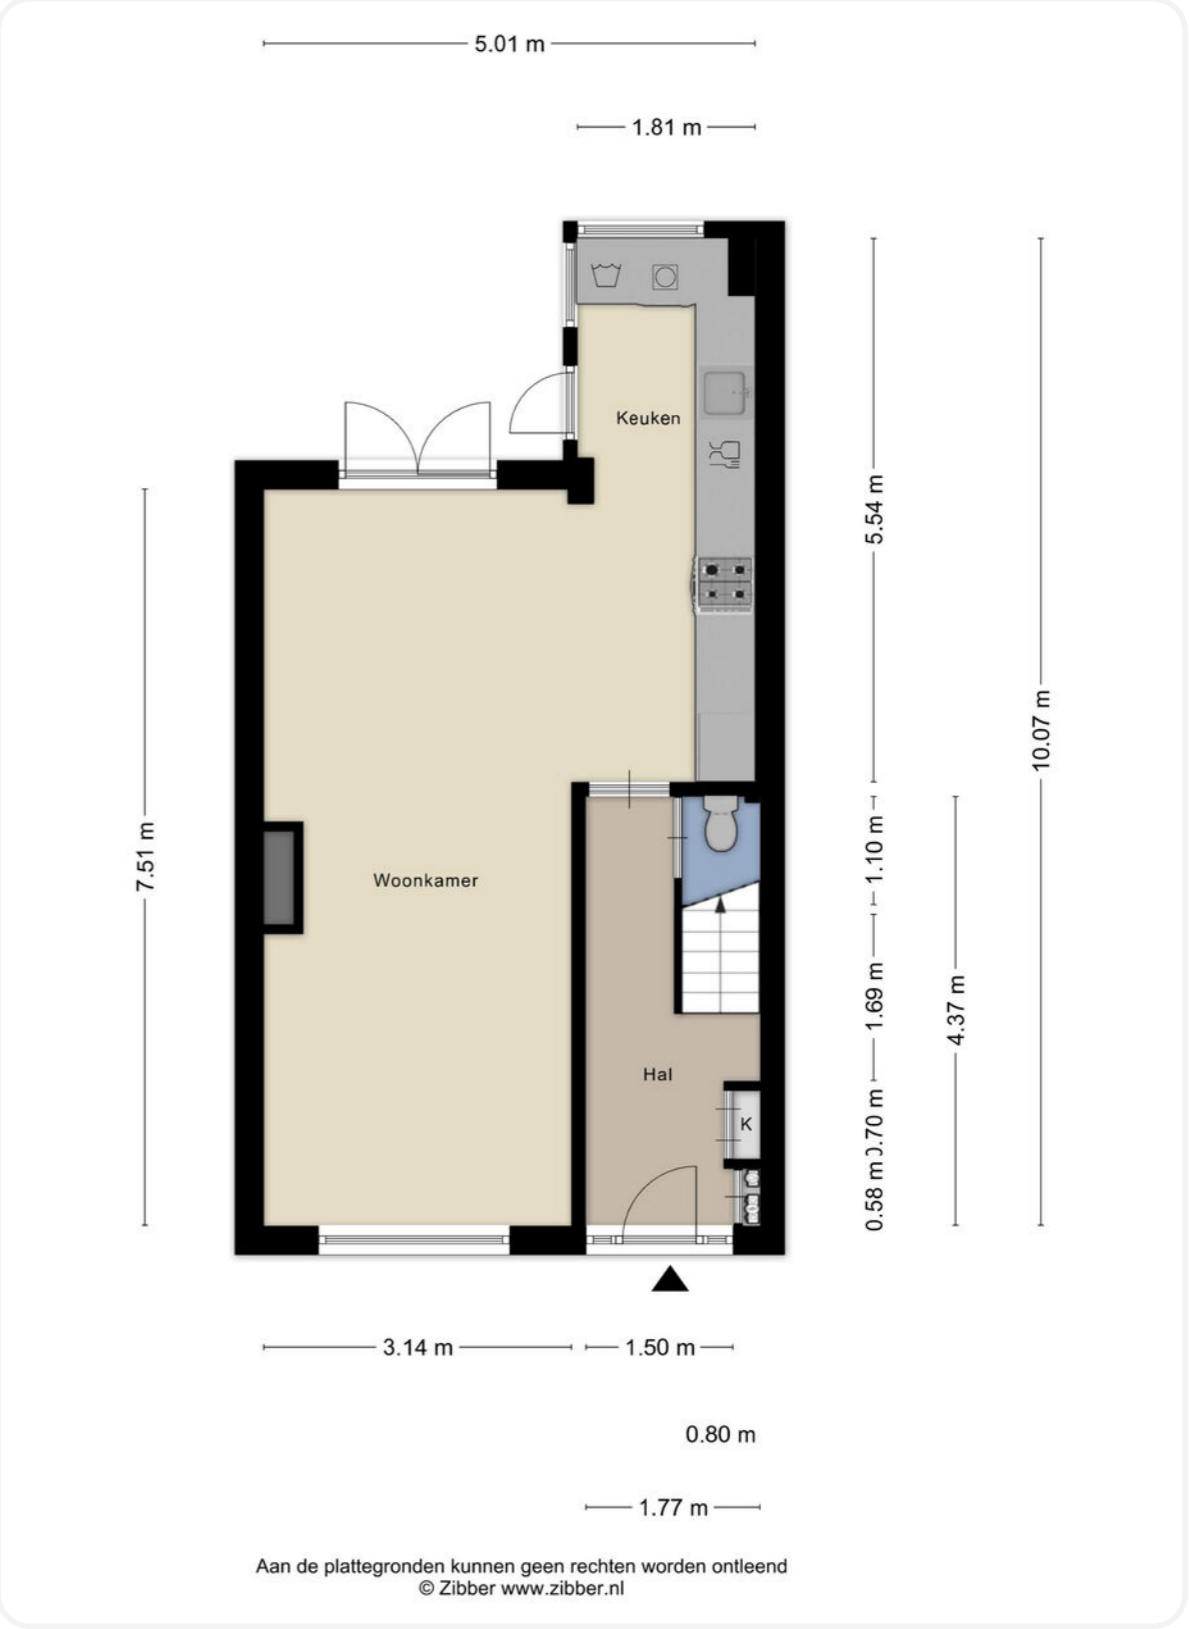 5.01 m
1.81 m
Keuken
5.54 m
10.07 m
7.51 m
1.10 m
Woonkamer
1.69 m
4.37 m
Hal
K
0.70 m
0.58 m
3.14 m
1.50 m
0.80 m
1.77 m
Aan de plattegronden kunnen geen rechten worden ontleend
© Zibber www.zibber.nl